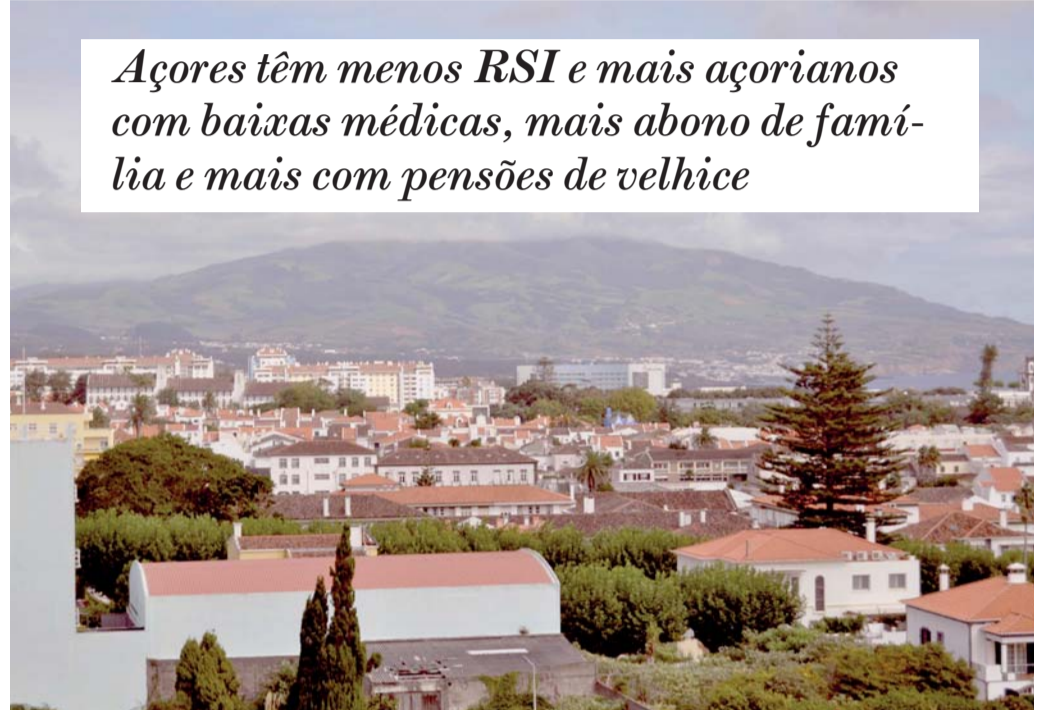 Açores têm menos RSI e mais açorianos
com baixas médicas, mais abono de famí-
lia e mais com pensões de velhice